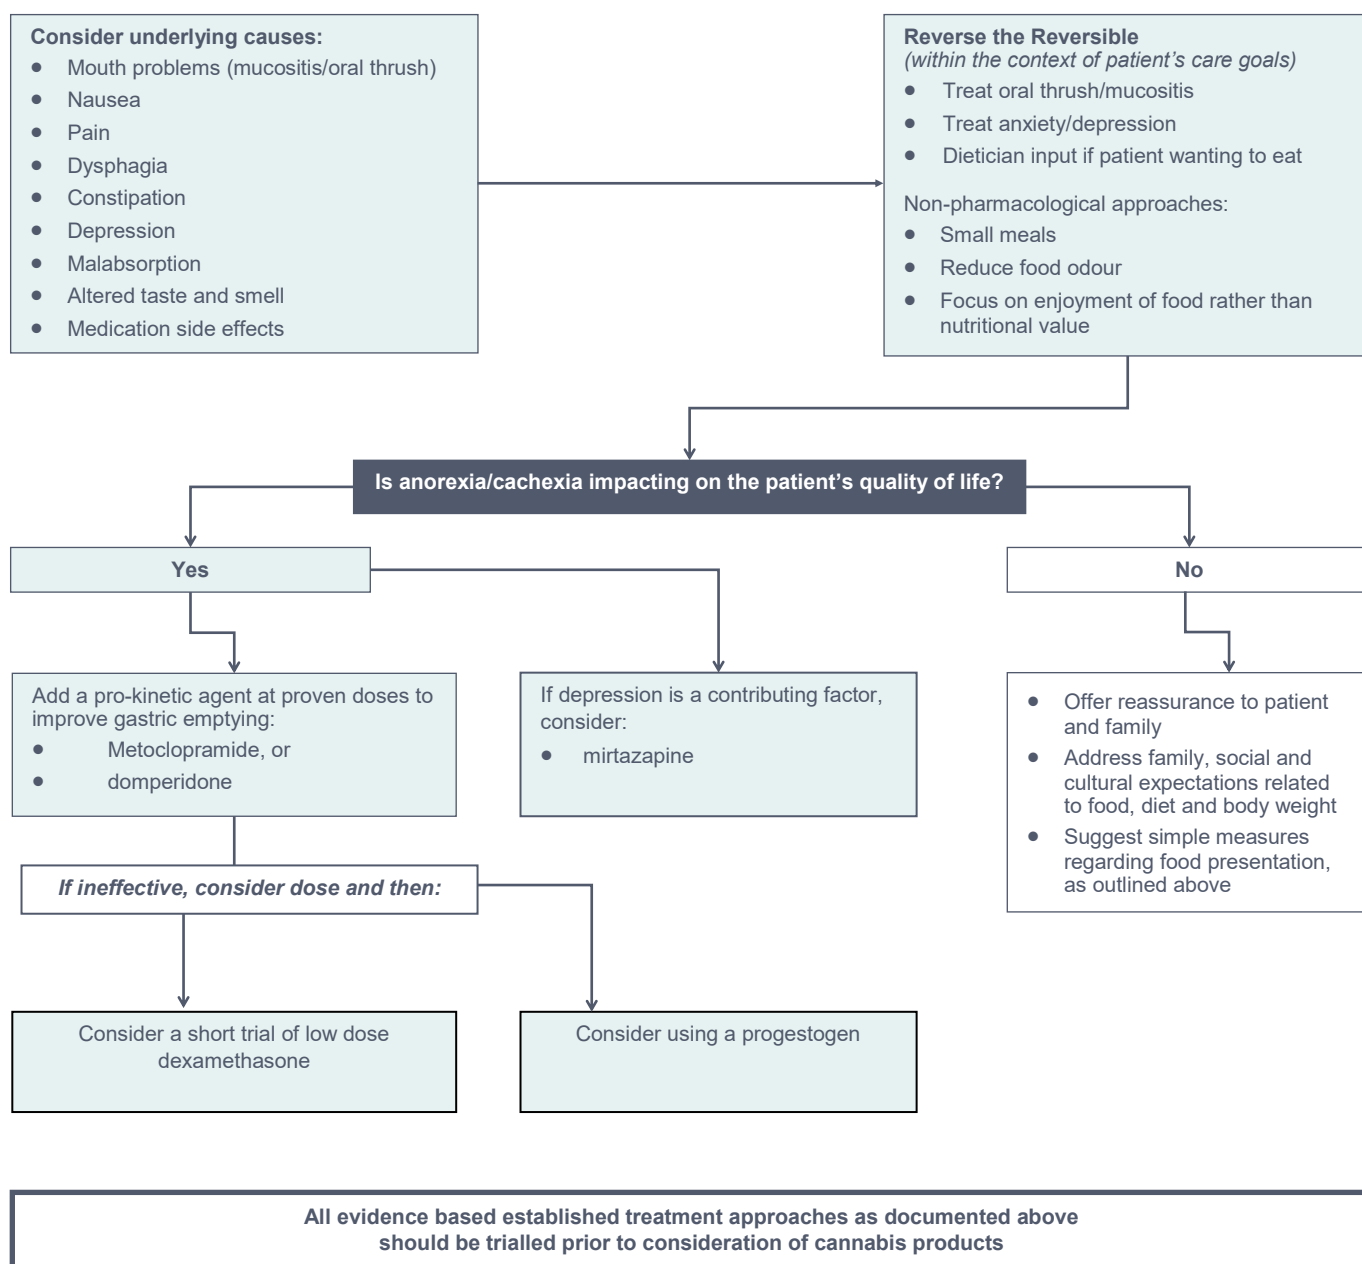 Consider underlying causes:
● Mouth problems (mucositis/oral thrush)
● Nausea
● Pain
● Dysphagia
● Constipation
● Depression
● Malabsorption
● Altered taste and smell
● Medication side effects
Reverse the Reversible
(within the context of patient’s care goals)
● Treat oral thrush/mucositis
● Treat anxiety/depression
● Dietician input if patient wanting to eat
Non-pharmacological approaches:
● Small meals
● Reduce food odour
● Focus on enjoyment of food rather than
nutritional value
Is anorexia/cachexia impacting on the patient’s quality of life?
Yes
No
Add a pro-kinetic agent at proven doses to
improve gastric emptying:
● Metoclopramide, or
● domperidone
If depression is a contributing factor,
consider:
● mirtazapine
● Offer reassurance to patient
and family
● Address family, social and
cultural expectations related
to food, diet and body weight
● Suggest simple measures
regarding food presentation,
as outlined above
If ineffective, consider dose and then:
Consider a short trial of low dose
dexamethasone
Consider using a progestogen
All evidence based established treatment approaches as documented above
should be trialled prior to consideration of cannabis products